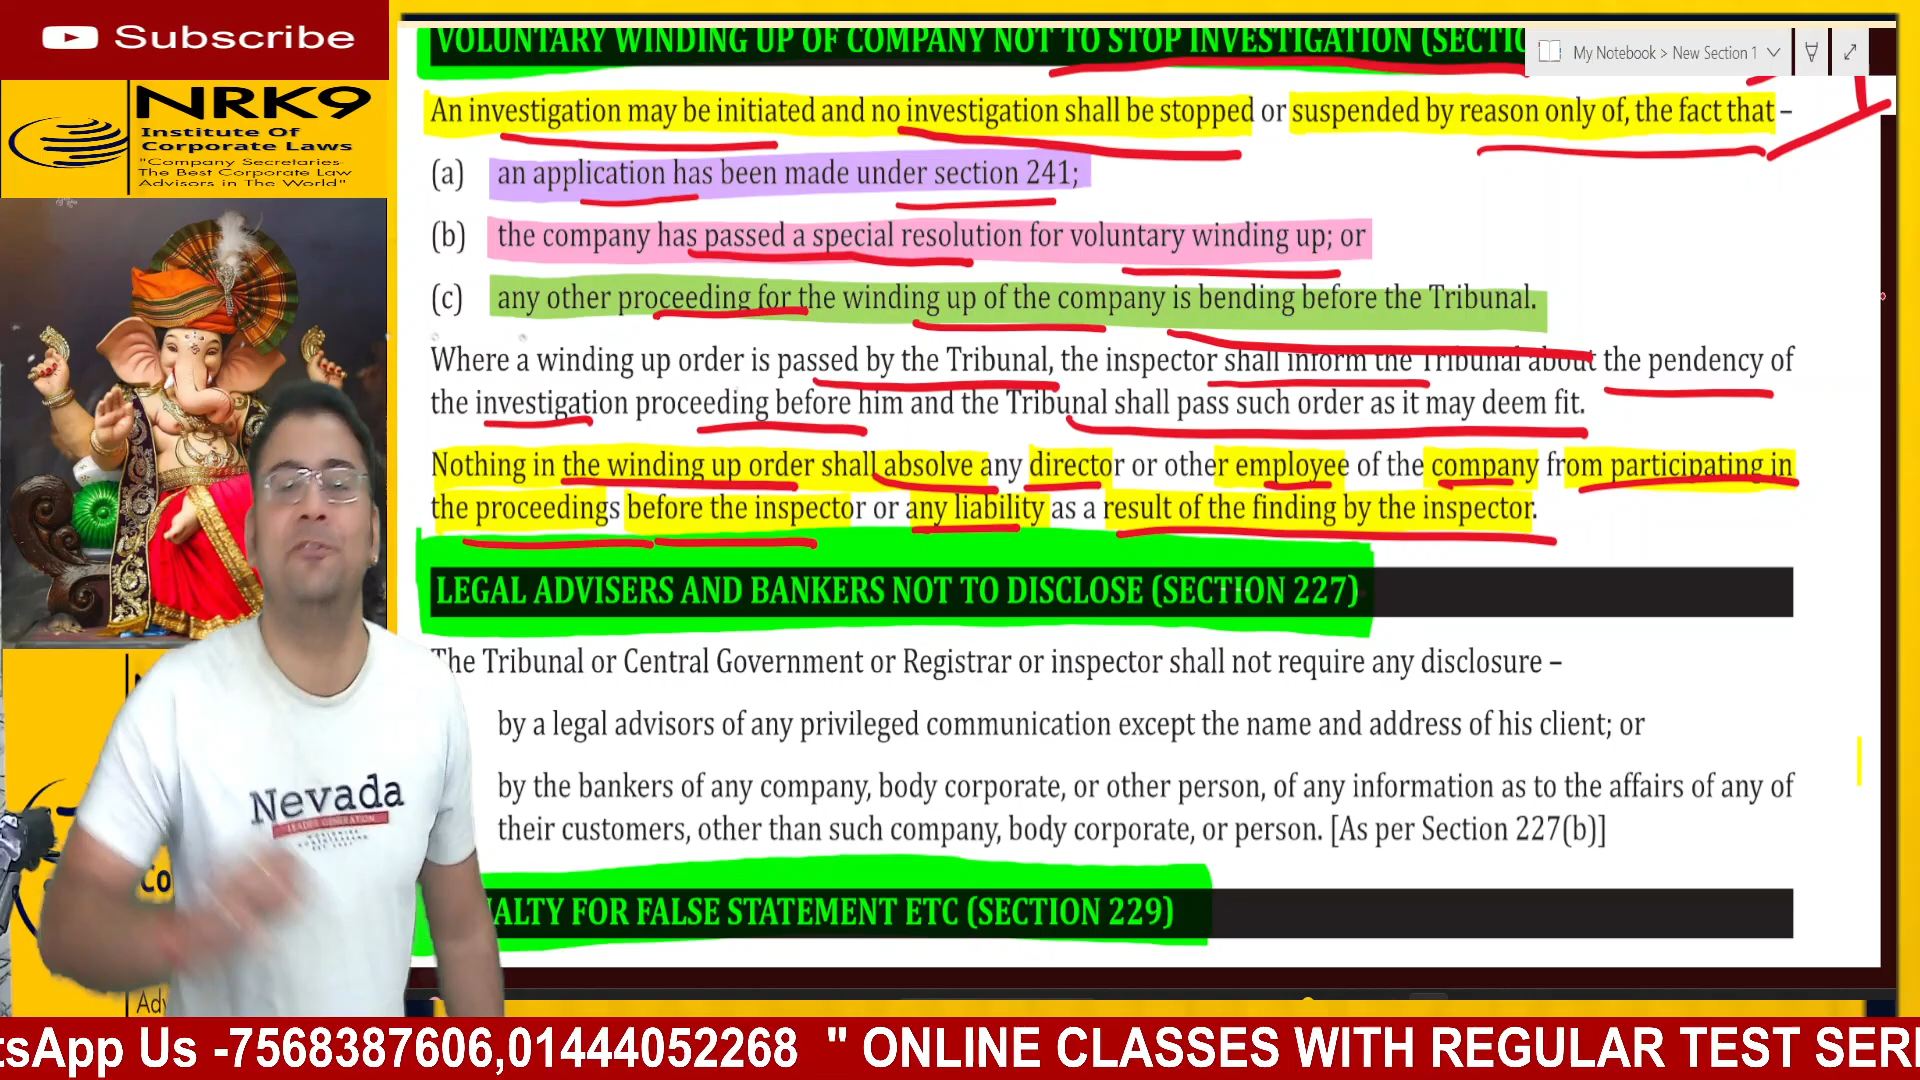 Subscribe
NRK9
Institute Of
Corporate Laws
"Company Secretaries-
The Best Corporate Law
Advisors in The World"
My Notebook > New Section 1
VOLUNTARY WINDING UP OF COMPANY NOT TO STOP INVESTIGATION (SECTIO
An investigation may be initiated and no investigation shall be stopped or suspended by reason only of, the fact that –
(a) an application has been made under section 241;
(b) the company has passed a special resolution for voluntary winding up; or
(c) any other proceeding for the winding up of the company is bending before the Tribunal.
Where a winding up order is passed by the Tribunal, the inspector shall inform the Tribunal about the pendency of
the investigation proceeding before him and the Tribunal shall pass such order as it may deem fit.
Nothing in the winding up order shall absolve any director or other employee of the company from participating in
the proceedings before the inspector or any liability as a result of the finding by the inspector.
LEGAL ADVISERS AND BANKERS NOT TO DISCLOSE (SECTION 227)
The Tribunal or Central Government or Registrar or inspector shall not require any disclosure –
by a legal advisors of any privileged communication except the name and address of his client; or
by the bankers of any company, body corporate, or other person, of any information as to the affairs of any of
their customers, other than such company, body corporate, or person. [As per Section 227(b)]
ALTY FOR FALSE STATEMENT ETC (SECTION 229)
Nevada
LEADER GENERATION
Co
Adv
tsApp Us -7568387606,01444052268 " ONLINE CLASSES WITH REGULAR TEST SERI